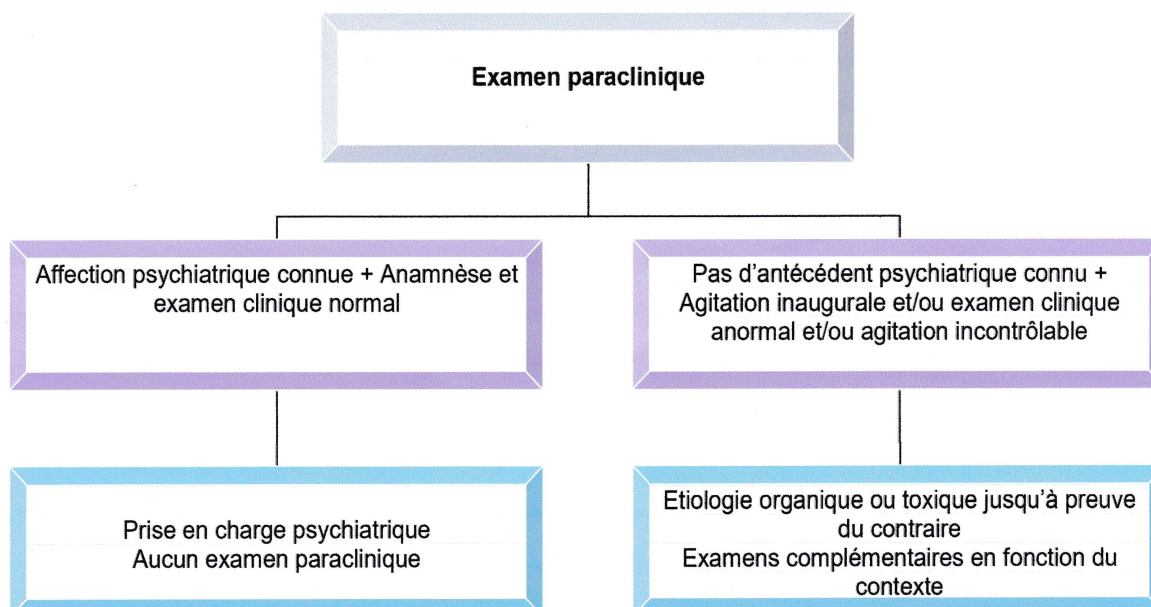 Examen paraclinique
Affection psychiatrique connue + Anamnèse et
examen clinique normal
Pas d'antécédent psychiatrique connu +
Agitation inaugurale et/ou examen clinique
anormal et/ou agitation incontrôlable
Prise en charge psychiatrique
Aucun examen paraclinique
Etiologie organique ou toxique jusqu'à preuve
du contraire
Examens complémentaires en fonction du
contexte